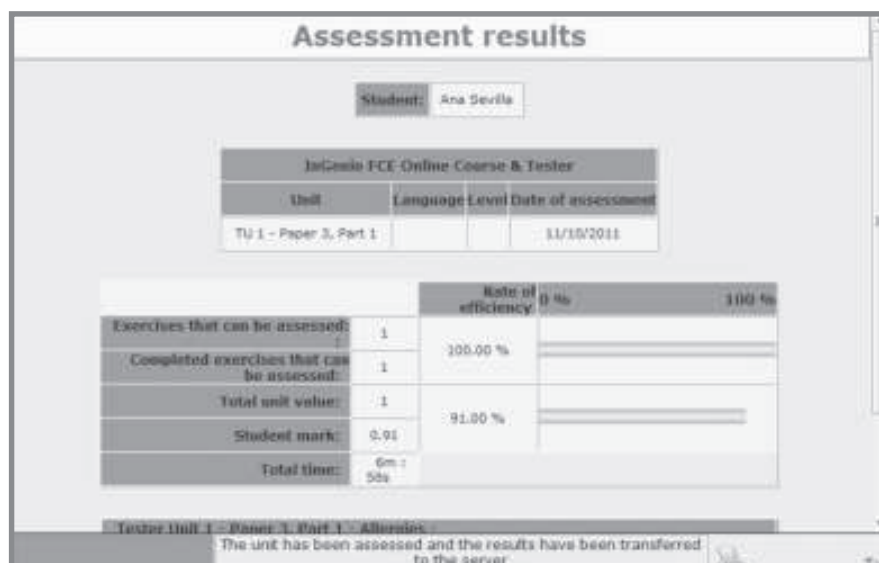 Assessment results
Student: Ana Sevilla
InGenio FCE Online Course & Tester
Unit Language Level Date of assessment
TU 1 - Paper 3, Part 1 11/10/2011
Rate of
efficiency 0 % 100 %
Exercises that can be assessed:
: 1
100.00 %
Completed exercises that can
be assessed: 1
Total unit value: 1
91.00 %
Student mark: 0.91
Total time: 6m :
58s
Tester Unit 1 - Paper 3, Part 1 - Allergies :
The unit has been assessed and the results have been transferred
to the server